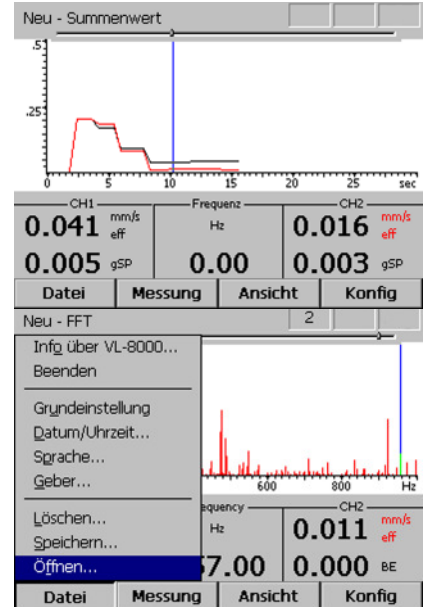 Neu - Summenwert
.5
.25
0 5 10 15 20 25 sec
CH1 Frequenz CH2
0.041 mm/s eff Hz 0.016 mm/s eff
0.005 gSP 0.00 0.003 gSP
Datei Messung Ansicht Konfig
Neu - FFT 2
Info über VL-8000...
Beenden
Grundeinstellung
Datum/Uhrzeit...
Sprache...
Geber...
600 800 Hz
Löschen...
Speichern...
Öffnen...
equency CH2
Hz 0.011 mm/s eff
7.00 0.000 BE
Datei Messung Ansicht Konfig